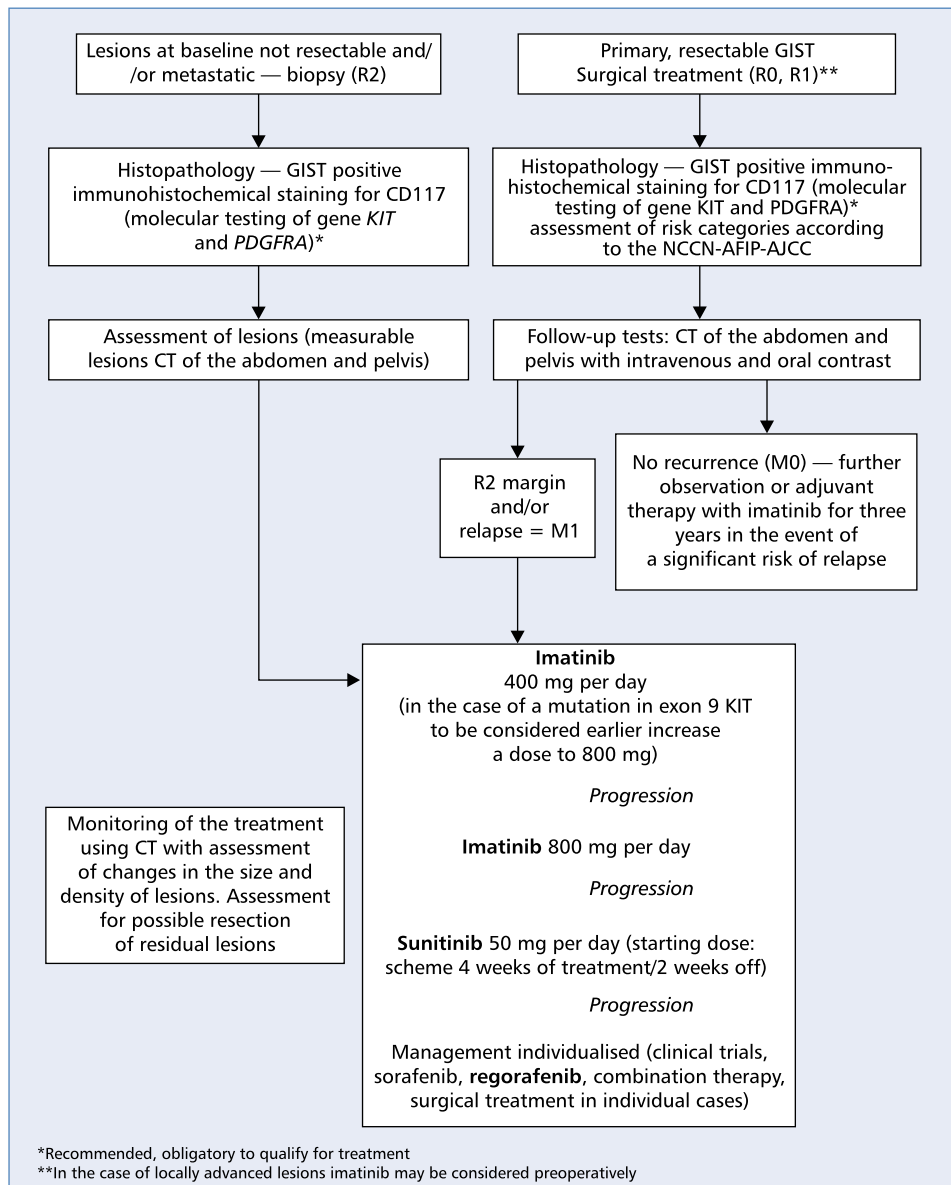 Lesions at baseline not resectable and/
/or metastatic — biopsy (R2)
Primary, resectable GIST
Surgical treatment (R0, R1)**
Histopathology — GIST positive
immunohistochemical staining for CD117
(molecular testing of gene KIT
and PDGFRA)*
Histopathology — GIST positive immuno-
histochemical staining for CD117 (molecular
testing of gene KIT and PDGFRA)*
assessment of risk categories according
to the NCCN-AFIP-AJCC
Assessment of lesions (measurable
lesions CT of the abdomen and pelvis)
Follow-up tests: CT of the abdomen and
pelvis with intravenous and oral contrast
R2 margin
and/or
relapse = M1
No recurrence (M0) — further
observation or adjuvant
therapy with imatinib for three
years in the event of
a significant risk of relapse
Imatinib
400 mg per day
(in the case of a mutation in exon 9 KIT
to be considered earlier increase
a dose to 800 mg)
Progression
Imatinib 800 mg per day
Progression
Sunitinib 50 mg per day (starting dose:
scheme 4 weeks of treatment/2 weeks off)
Progression
Management individualised (clinical trials,
sorafenib, regorafenib, combination therapy,
surgical treatment in individual cases)
Monitoring of the treatment
using CT with assessment
of changes in the size and
density of lesions. Assessment
for possible resection
of residual lesions
*Recommended, obligatory to qualify for treatment
**In the case of locally advanced lesions imatinib may be considered preoperatively